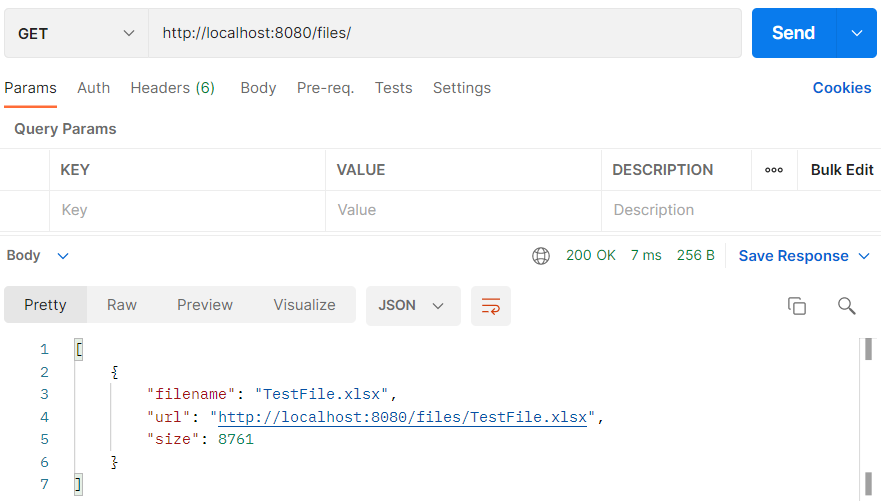 GET http://localhost:8080/files/ Send
Params Auth Headers (6) Body Pre-req. Tests Settings Cookies
Query Params
KEY VALUE DESCRIPTION ooo Bulk Edit
Key Value Description
Body 200 OK 7 ms 256 B Save Response
Pretty Raw Preview Visualize JSON
1 [
2 {
3 "filename": "TestFile.xlsx",
4 "url": "http://localhost:8080/files/TestFile.xlsx",
5 "size": 8761
6 }
7 ]